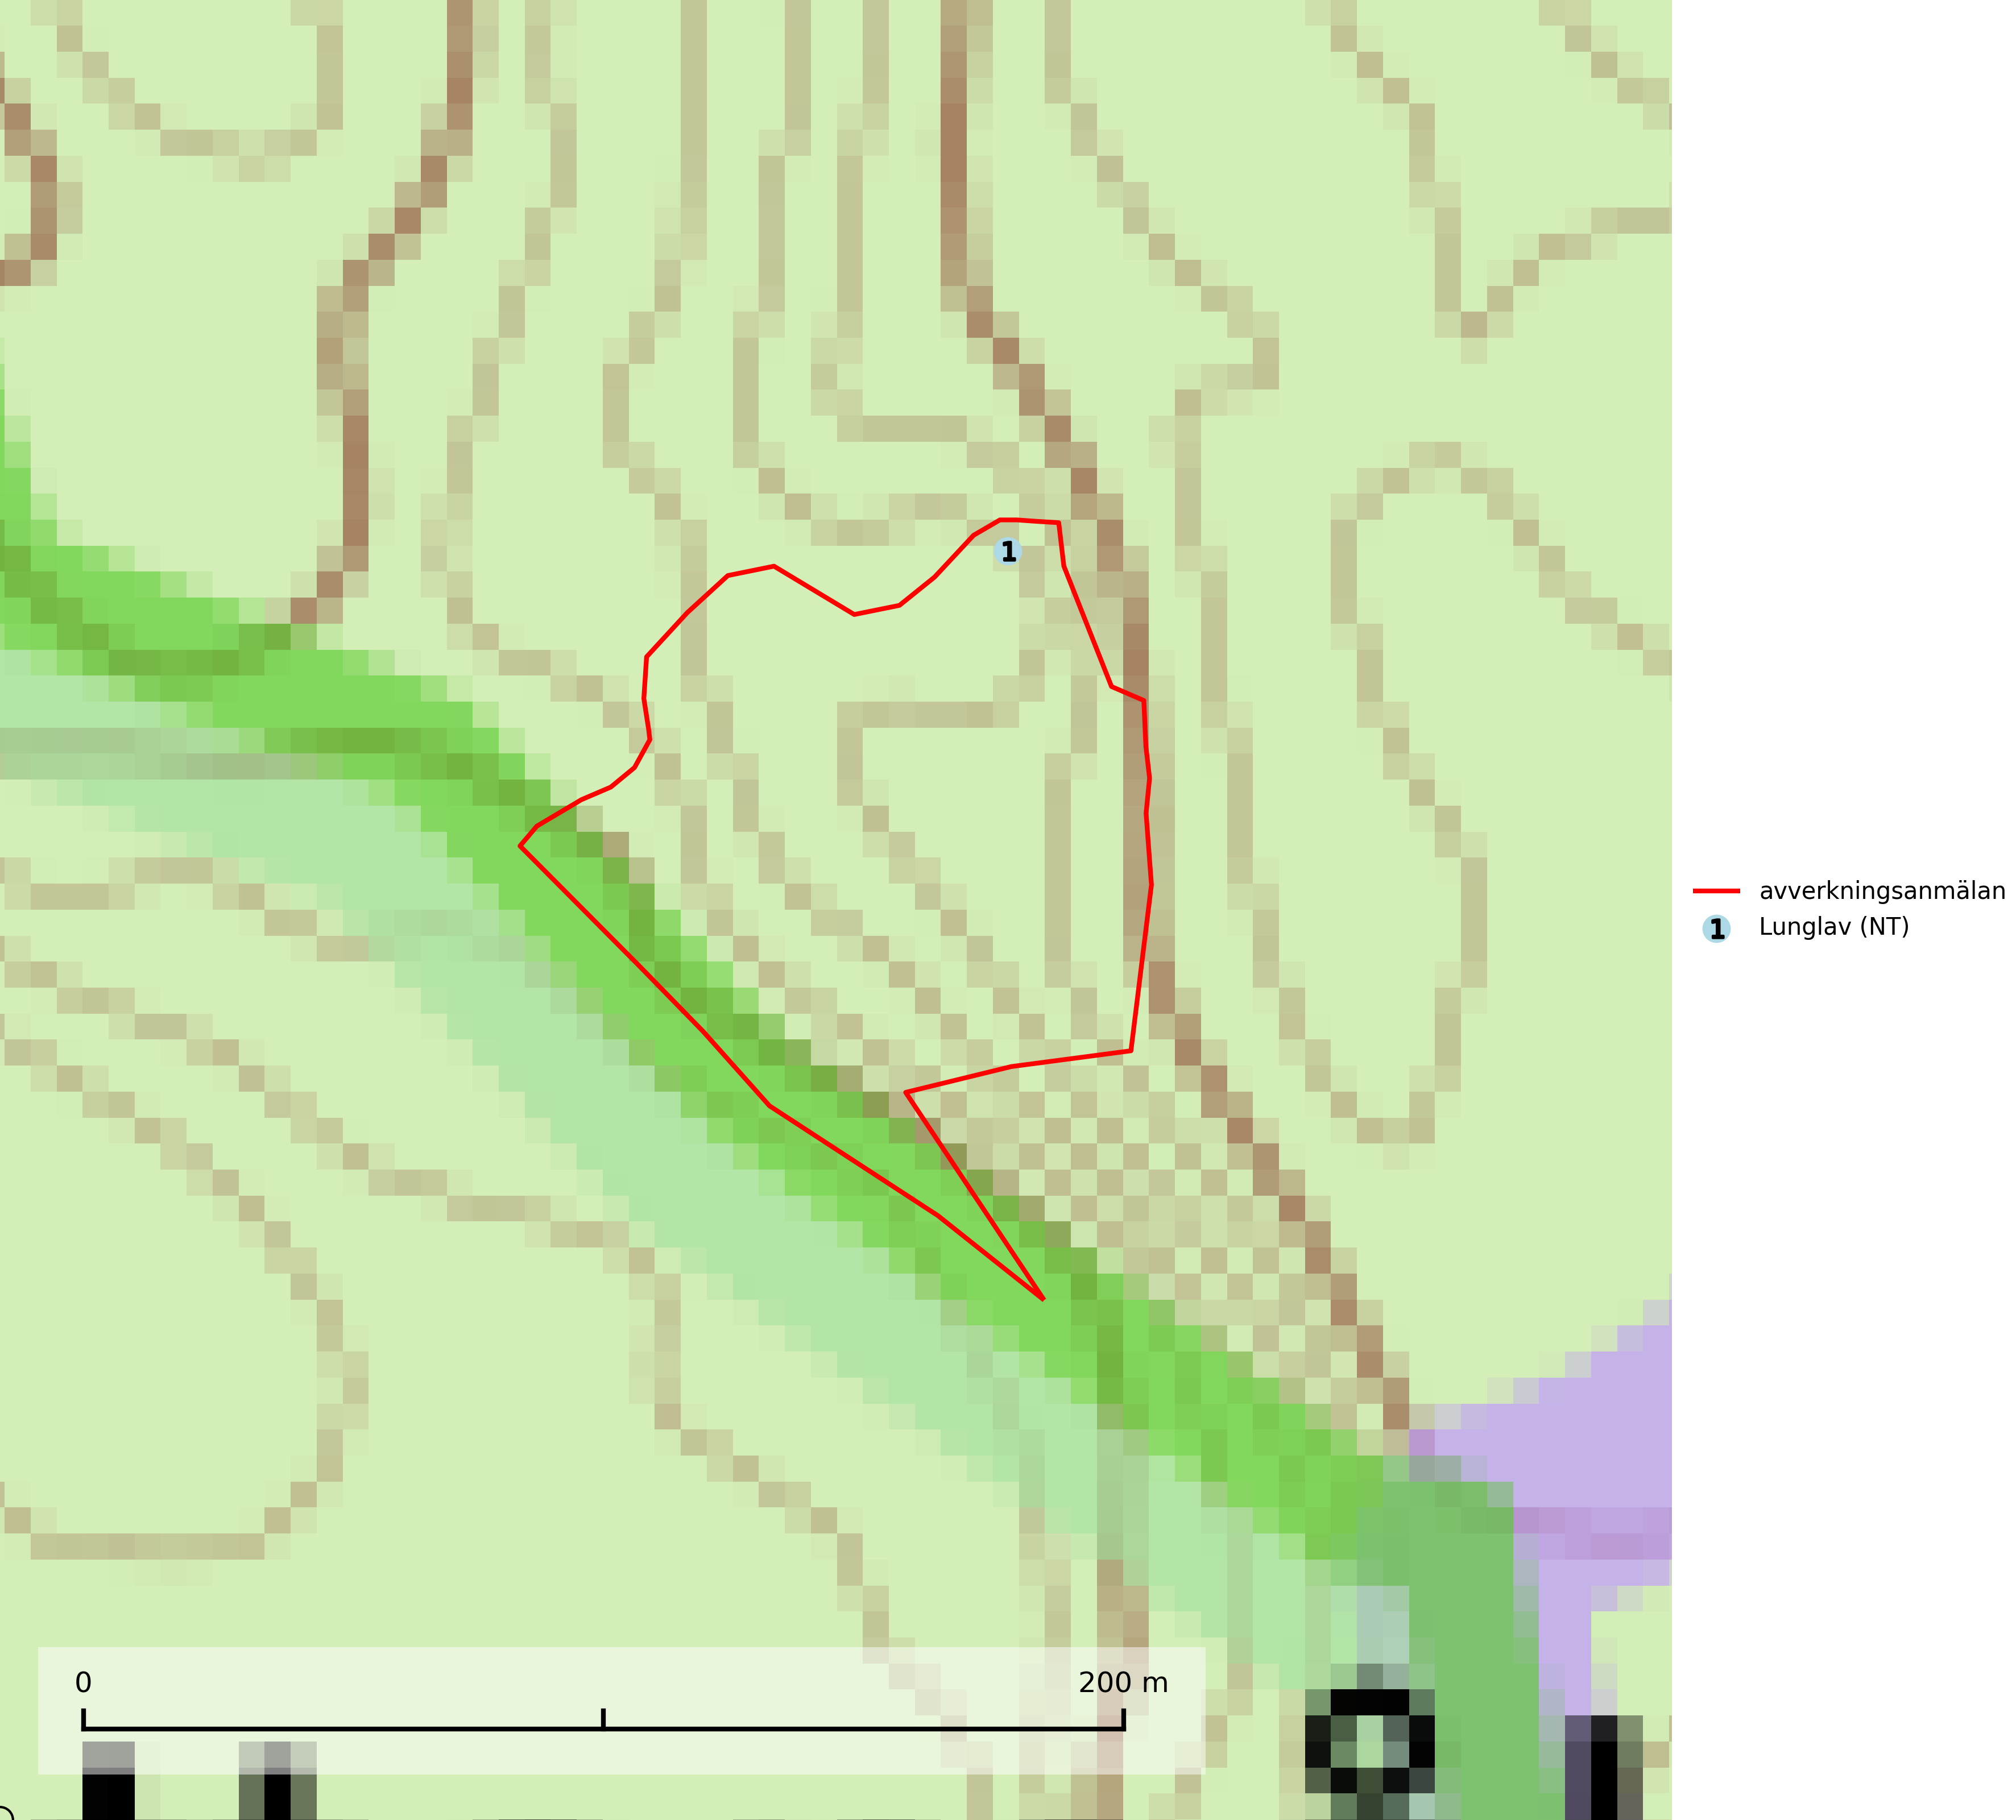 1
avverkningsanmälan
1 Lunglav (NT)
0 200 m